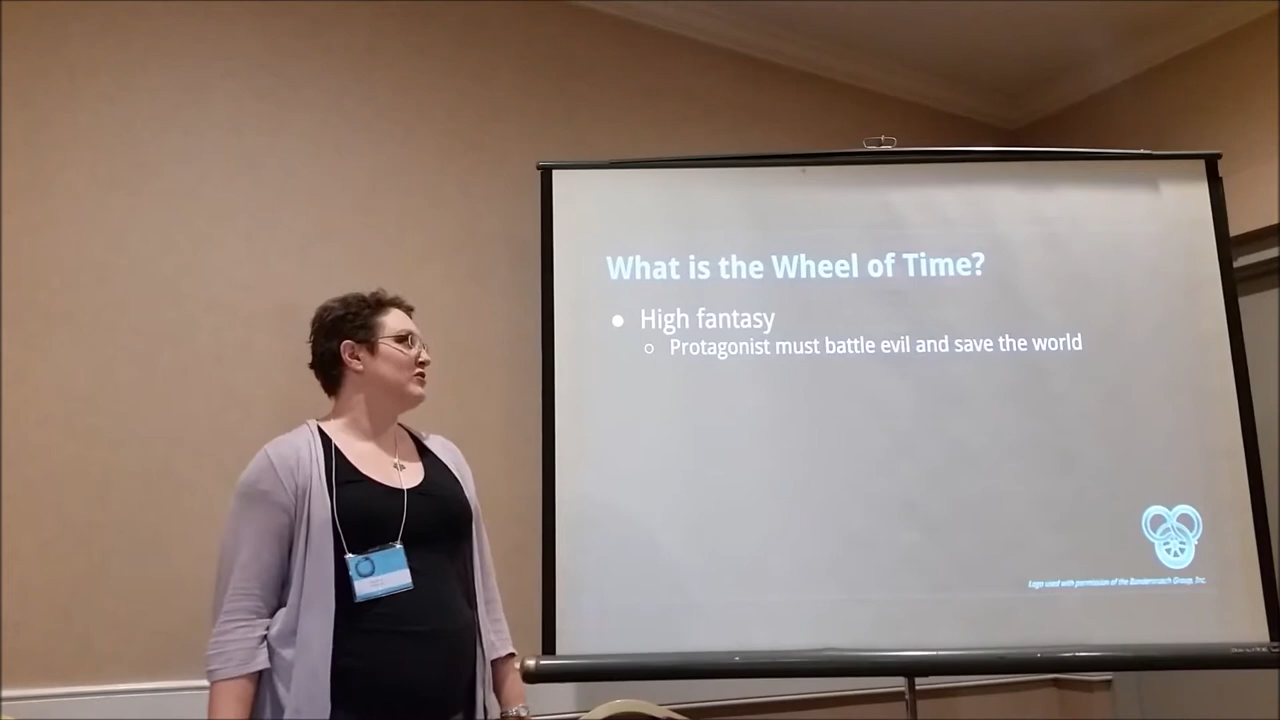 What is the Wheel of Time?
● High fantasy
○ Protagonist must battle evil and save the world
Logo used with permission of the Bandersnatch Group, Inc.